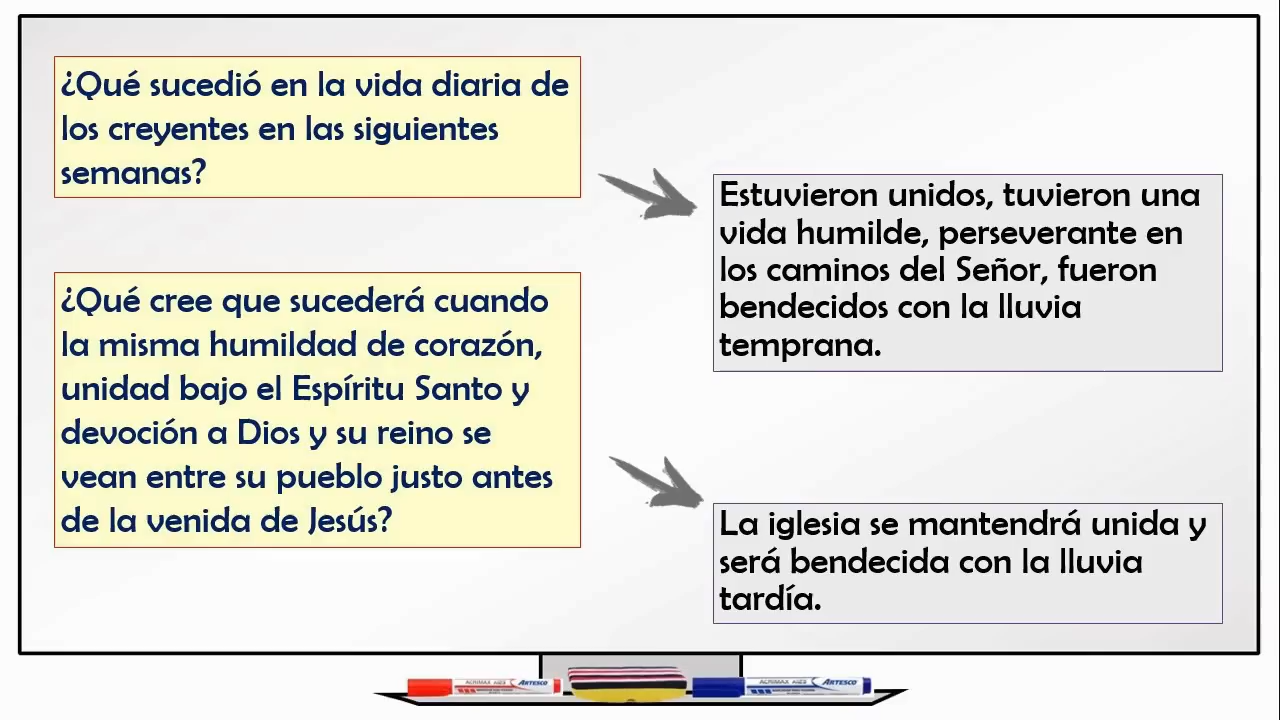 ¿Qué sucedió en la vida diaria de
los creyentes en las siguientes
semanas?
Estuvieron unidos, tuvieron una
vida humilde, perseverante en
los caminos del Señor, fueron
bendecidos con la lluvia
temprana.
¿Qué cree que sucederá cuando
la misma humildad de corazón,
unidad bajo el Espíritu Santo y
devoción a Dios y su reino se
vean entre su pueblo justo antes
de la venida de Jesús?
La iglesia se mantendrá unida y
será bendecida con la lluvia
tardía.
ARTESCO
ARTESCO